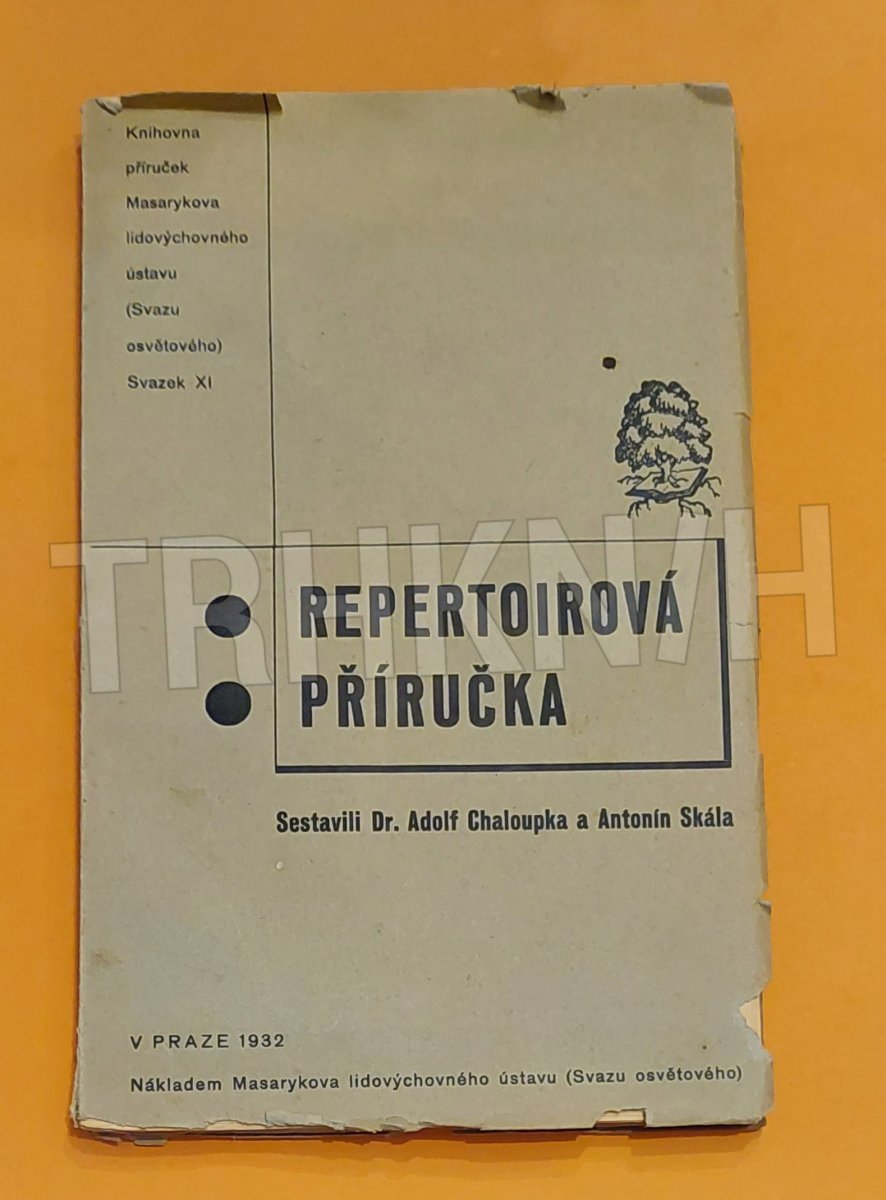 Knihovna
příruček
Masarykova
lidovýchovného
ústavu
(Svazu
osvětového)
Svazek XI
REPERTOIROVÁ
PŘÍRUČKA
Sestavili Dr. Adolf Chaloupka a Antonín Skála
V PRAZE 1932
Nákladem Masarykova lidovýchovného ústavu (Svazu osvětového)
TRHKNIH